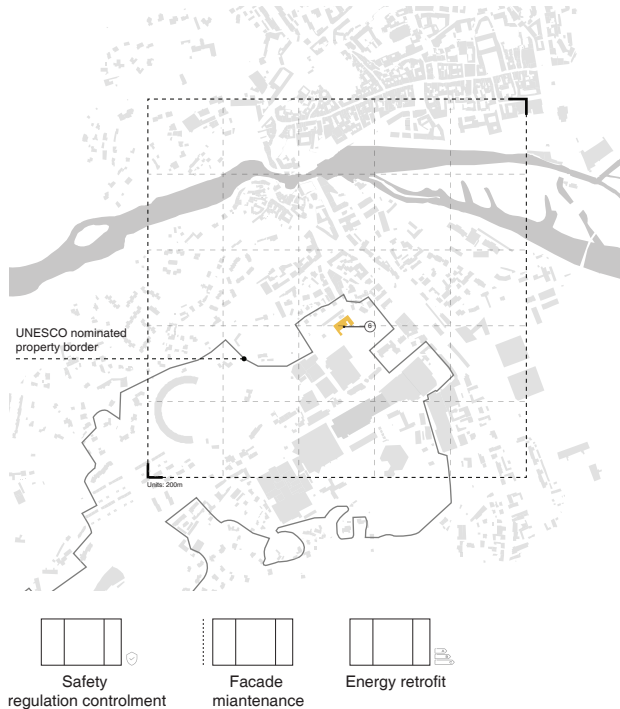 UNESCO nominated
property border
6
Units: 200m
Safety
regulation controlment
Facade
miantenance
Energy retrofit